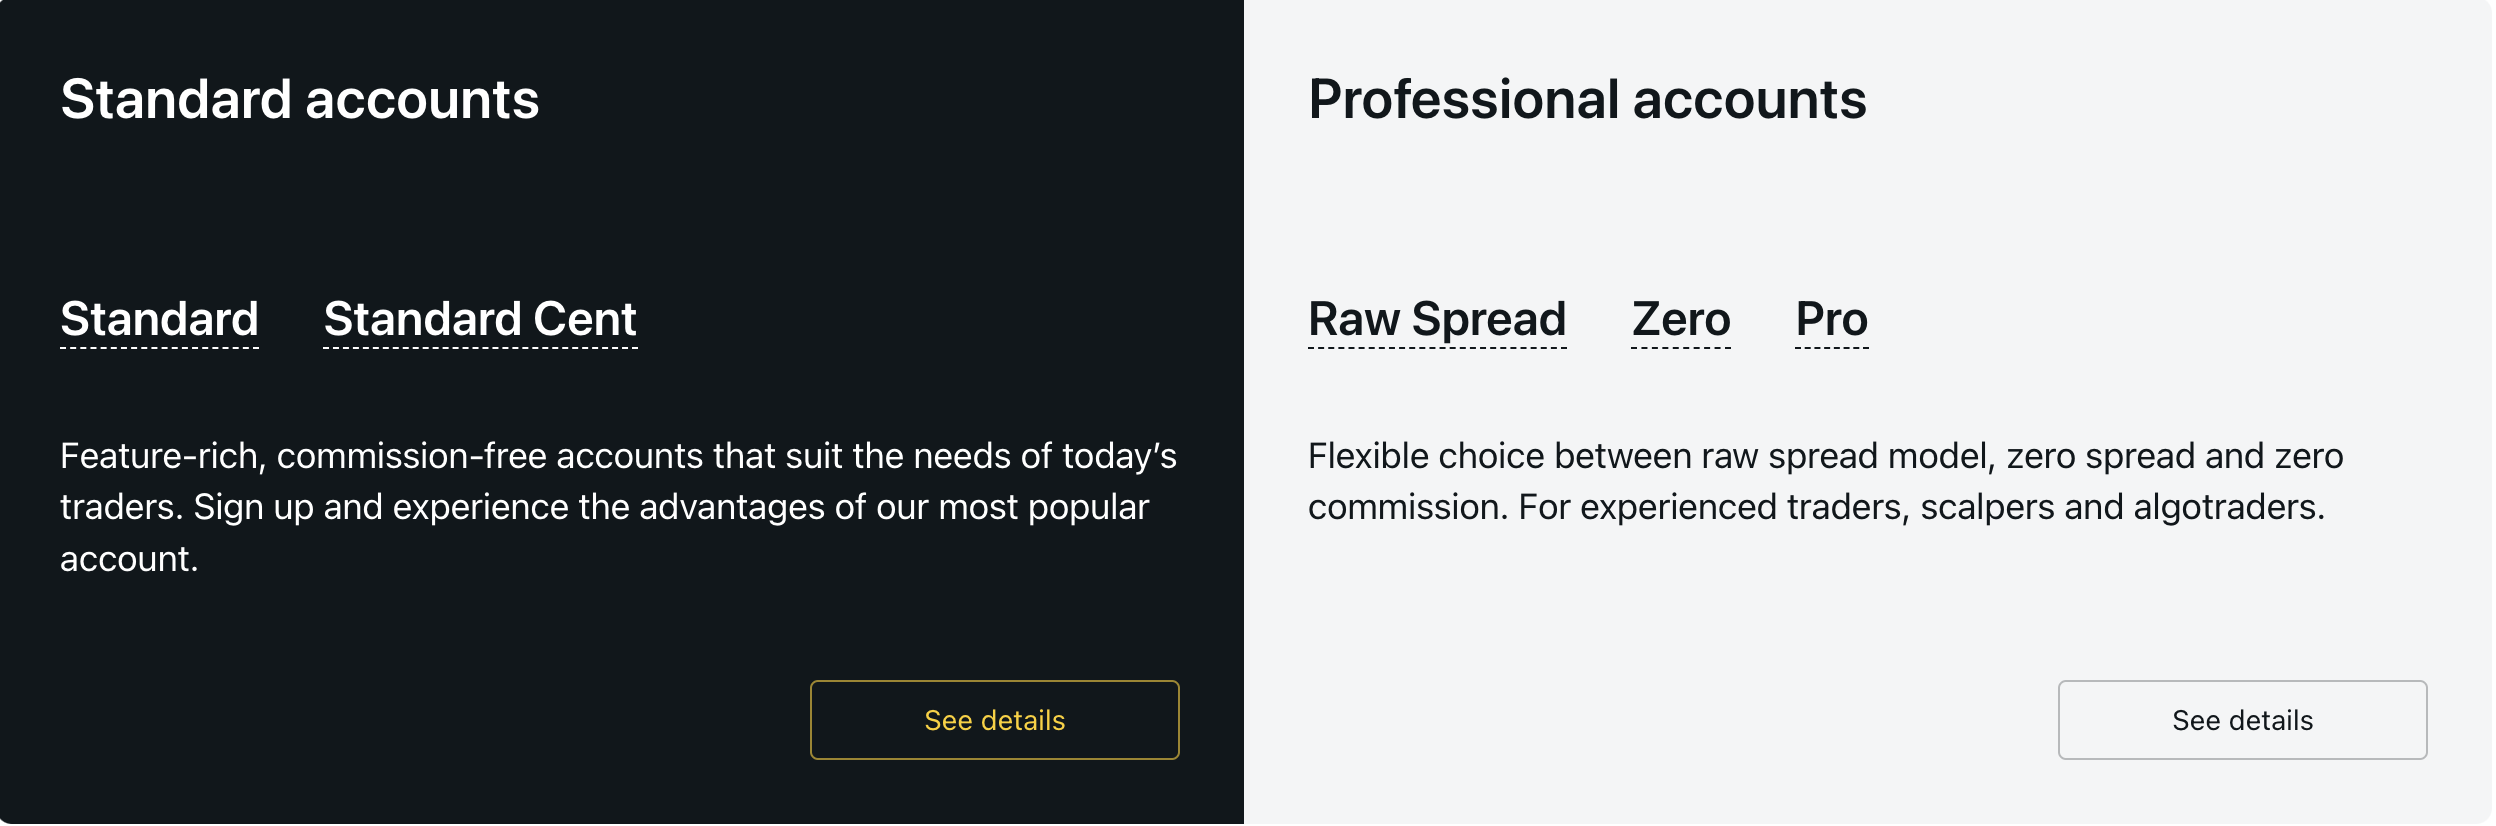 Standard accounts
Standard
Standard Cent
Feature-rich, commission-free accounts that suit the needs of today’s
traders. Sign up and experience the advantages of our most popular
account.
See details
Professional accounts
Raw Spread
Zero
Pro
Flexible choice between raw spread model, zero spread and zero
commission. For experienced traders, scalpers and algotraders.
See details